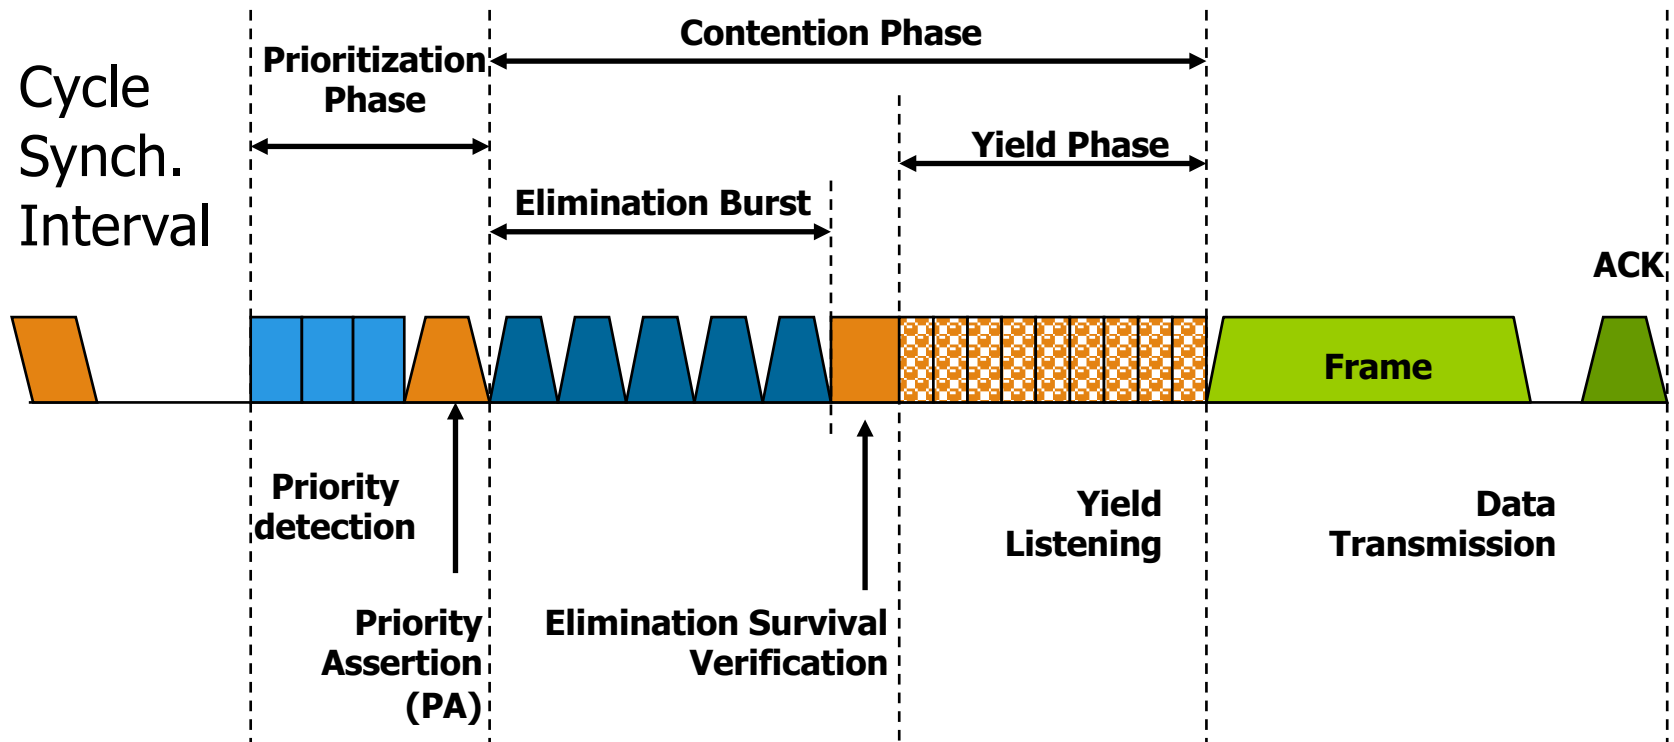 Cycle
Synch.
Interval
Prioritization
Phase
Contention Phase
Yield Phase
Elimination Burst
ACK
Frame
Priority
detection
Priority
Assertion
(PA)
Elimination Survival
Verification
Yield
Listening
Data
Transmission